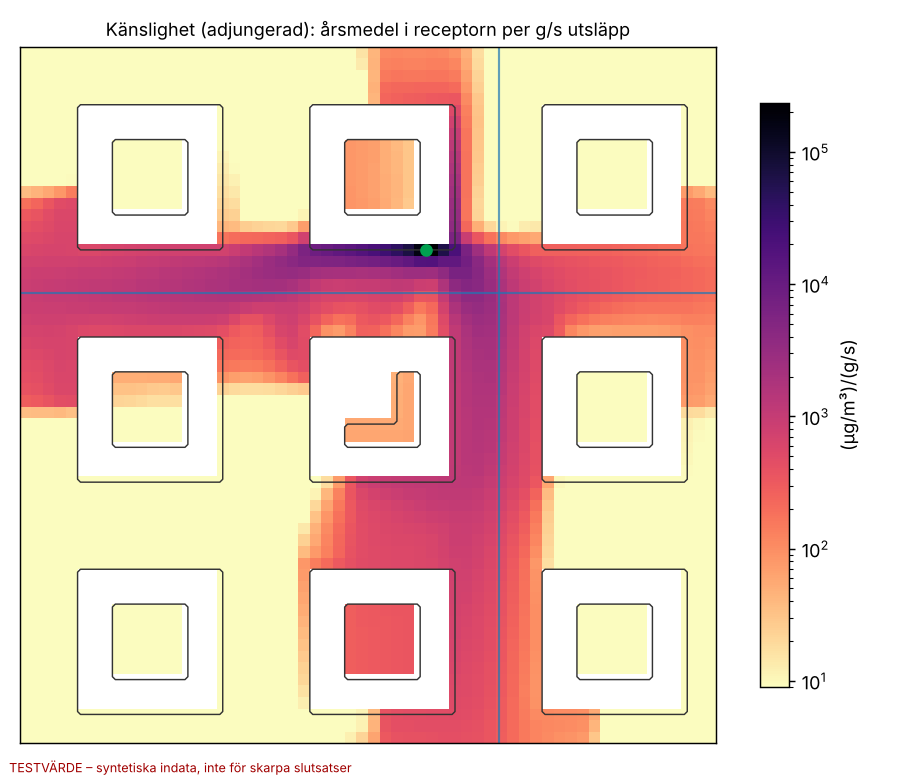 Känslighet (adjungerad): årsmedel i receptorn per g/s utsläpp
10⁵
10⁴
10³
10²
10¹
(µg/m³)/(g/s)
TESTVÄRDE – syntetiska indata, inte för skarpa slutsatser